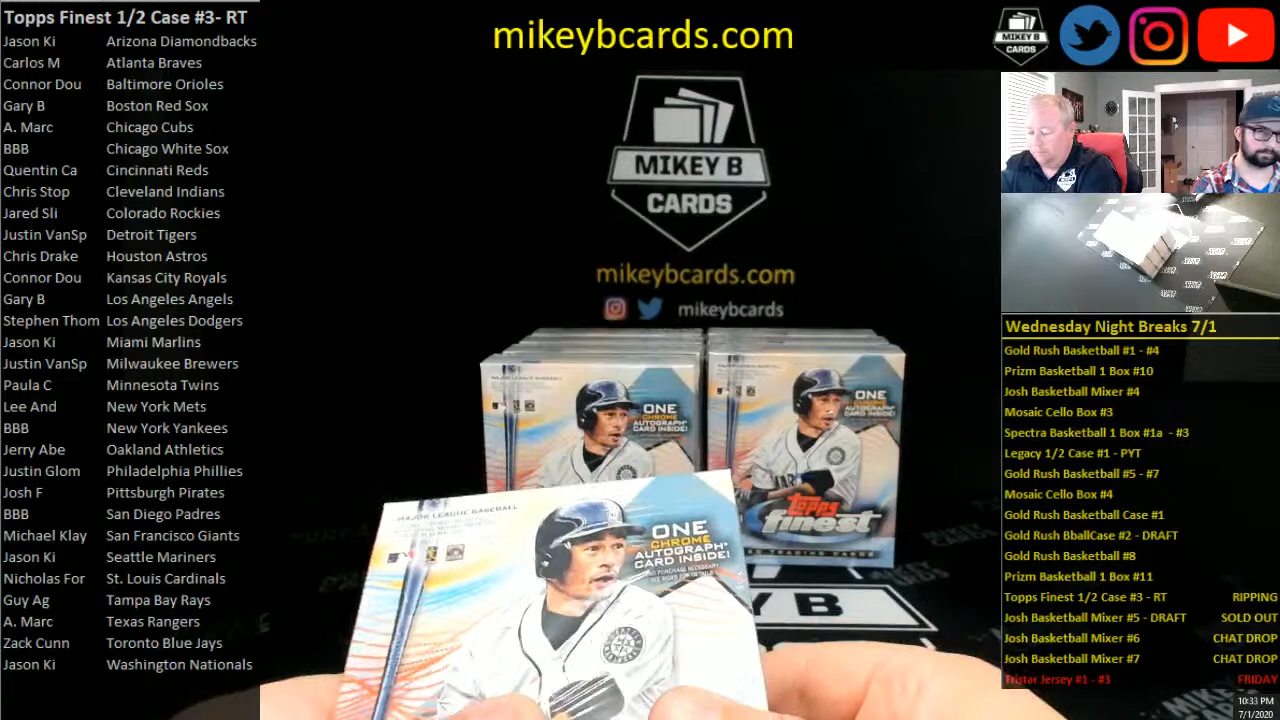 Topps Finest 1/2 Case #3- RT
Jason Ki Arizona Diamondbacks
Carlos M Atlanta Braves
Connor Dou Baltimore Orioles
Gary B Boston Red Sox
A. Marc Chicago Cubs
BBB Chicago White Sox
Quentin Ca Cincinnati Reds
Chris Stop Cleveland Indians
Jared Sli Colorado Rockies
Justin VanSp Detroit Tigers
Chris Drake Houston Astros
Connor Dou Kansas City Royals
Gary B Los Angeles Angels
Stephen Thom Los Angeles Dodgers
Jason Ki Miami Marlins
Justin VanSp Milwaukee Brewers
Paula C Minnesota Twins
Lee And New York Mets
BBB New York Yankees
Jerry Abe Oakland Athletics
Justin Glom Philadelphia Phillies
Josh F Pittsburgh Pirates
BBB San Diego Padres
Michael Klay San Francisco Giants
Jason Ki Seattle Mariners
Nicholas For St. Louis Cardinals
Guy Ag Tampa Bay Rays
A. Marc Texas Rangers
Zack Cunn Toronto Blue Jays
Jason Ki Washington Nationals
mikeybcards.com
MIKEY B
CARDS
mikeybcards.com
mikeybcards
ONE
CHROME
AUTOGRAPH
CARD INSIDE!
ONE
CHROME
AUTOGRAPH
CARD INSIDE!
topps
finest
TRADING CARDS
MAJOR LEAGUE BASEBALL
ONE
CHROME
AUTOGRAPH*
CARD INSIDE!
Y B
MIKEY B
CARDS
Wednesday Night Breaks 7/1
Gold Rush Basketball #1 - #4
Prizm Basketball 1 Box #10
Josh Basketball Mixer #4
Mosaic Cello Box #3
Spectra Basketball 1 Box #1a - #3
Legacy 1/2 Case #1 - PYT
Gold Rush Basketball #5 - #7
Mosaic Cello Box #4
Gold Rush Basketball Case #1
Gold Rush BballCase #2 - DRAFT
Gold Rush Basketball #8
Prizm Basketball 1 Box #11
Topps Finest 1/2 Case #3 - RT RIPPING
Josh Basketball Mixer #5 - DRAFT SOLD OUT
Josh Basketball Mixer #6 CHAT DROP
Josh Basketball Mixer #7 CHAT DROP
Tristar Jersey #1 - #3 FRIDAY
10:33 PM
7/1/2020